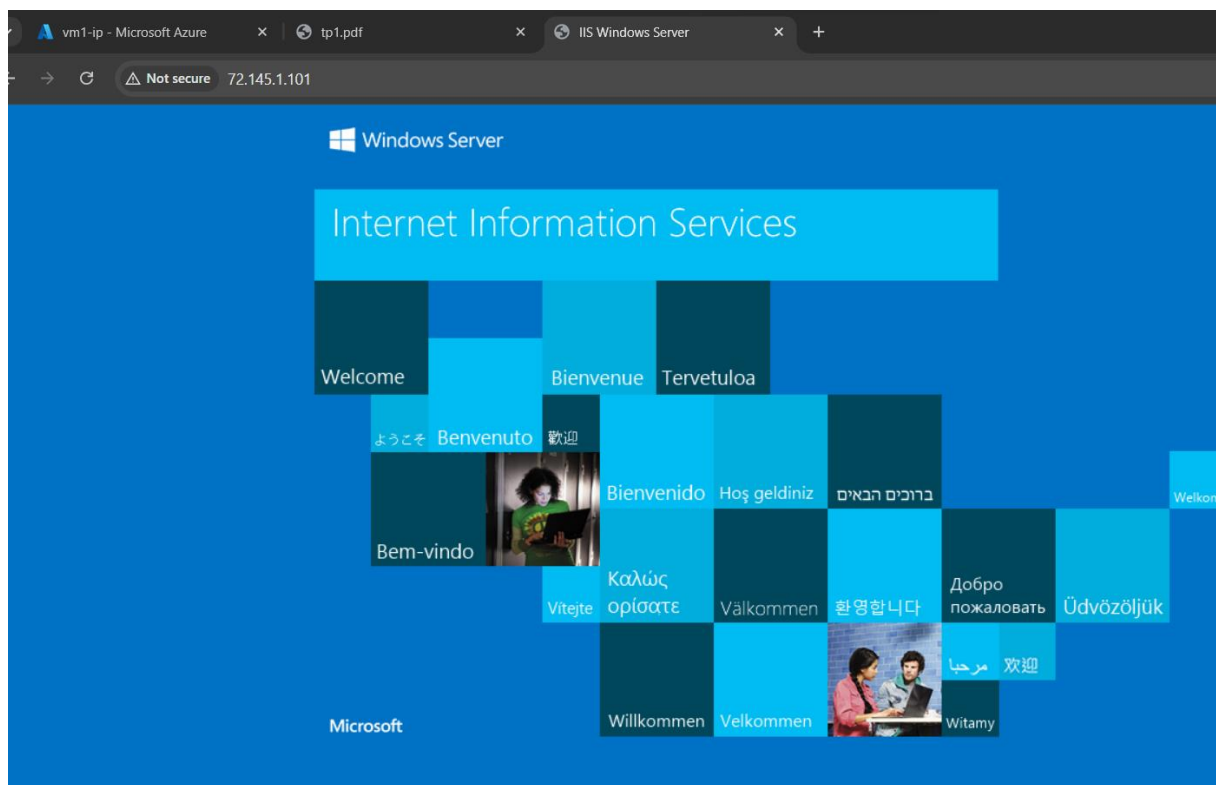 vm1-ip - Microsoft Azure
tp1.pdf
IIS Windows Server
Not secure 72.145.1.101
Windows Server
Internet Information Services
Welcome
Bienvenue
Tervetuloa
ようこそ
Benvenuto
歡迎
Bienvenido
Hoş geldiniz
ברוכים הבאים
Welkom
Bem-vindo
Vítejte
Καλώς
ορίσατε
Välkommen
환영합니다
Добро
пожаловать
Üdvözöljük
مرحبا
欢迎
Microsoft
Willkommen
Velkommen
Witamy